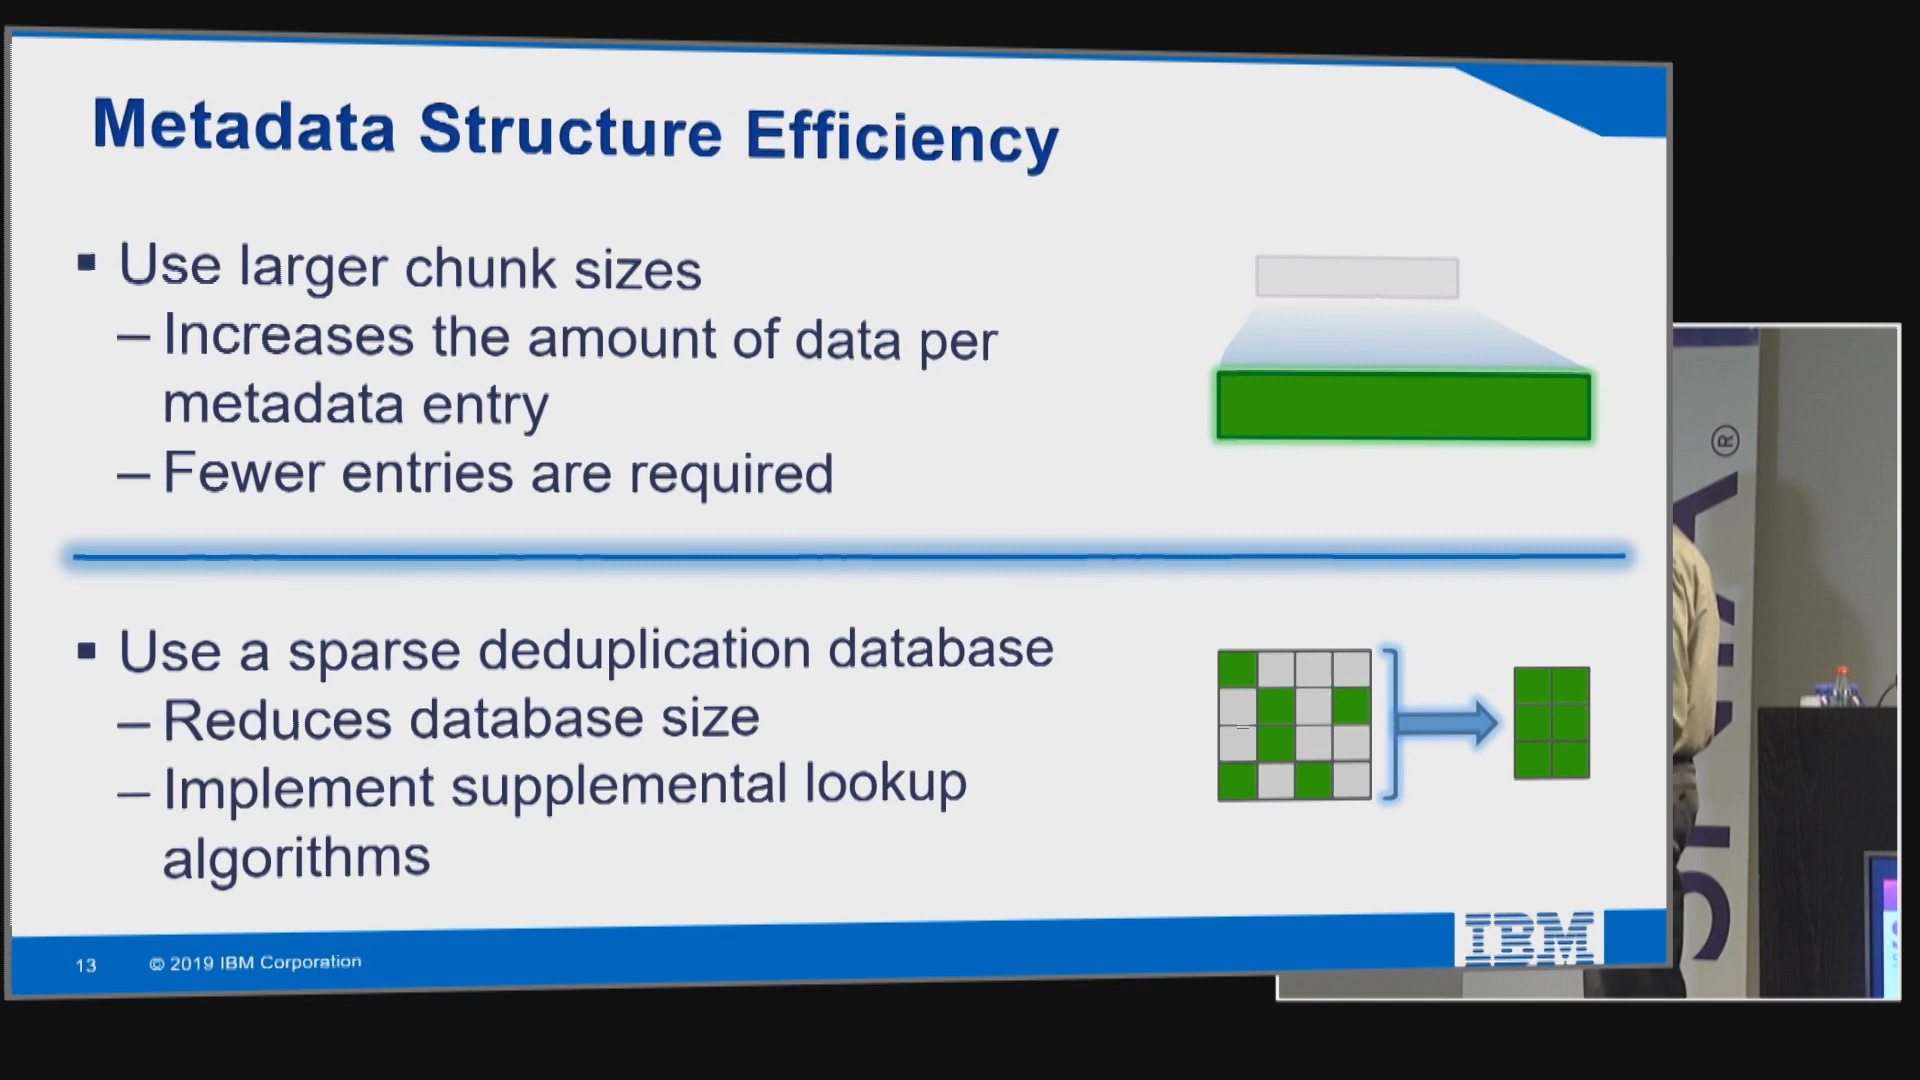 Metadata Structure Efficiency
▪ Use larger chunk sizes
– Increases the amount of data per
metadata entry
– Fewer entries are required
▪ Use a sparse deduplication database
– Reduces database size
– Implement supplemental lookup
algorithms
13 © 2019 IBM Corporation
IBM
®